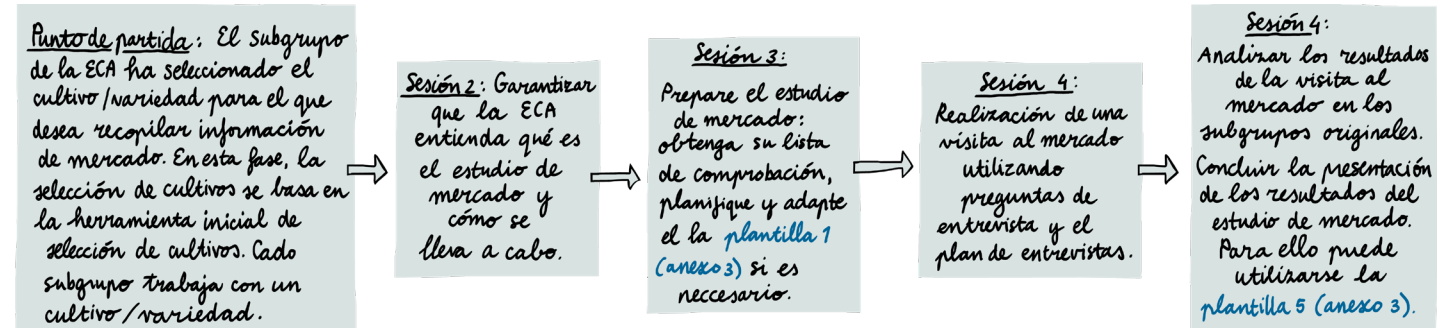 Punto de partida: El subgrupo
de la ECA ha seleccionado el
cultivo/variedad para el que
desea recopilar información
de mercado. En esta fase, la
selección de cultivos se basa en
la herramienta inicial de
selección de cultivos. Cado
subgrupo trabaja con un
cultivo/variedad.
Sesión 2: Garantizar
que la ECA
entienda qué es
el estudio de
mercado y
cómo se
lleva a cabo.
Sesión 3:
Prepare el estudio
de mercado:
obtenga su lista
de comprobación,
planifique y adapte
el la plantilla 1
(anexo 3) si es
neccesario.
Sesión 4:
Realización de una
visita al mercado
utilizando
preguntas de
entrevista y el
plan de entrevistas.
Sesión 4:
Analizar los resultados
de la visita al
mercado en los
subgrupos originales.
Concluir la presentación
de los resultados del
estudio de mercado.
Para ello puede
utilizarse la
plantilla 5 (anexo 3).